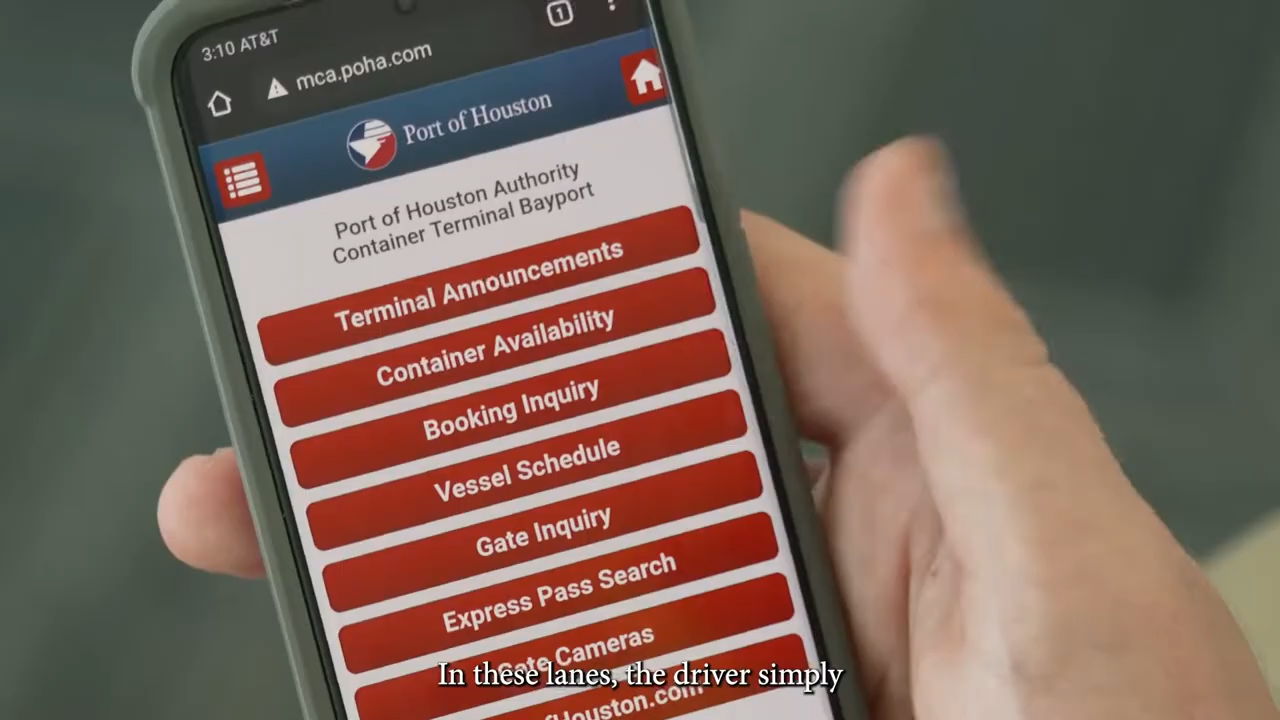 3:10 AT&T
1
mca.poha.com
Port of Houston
Port of Houston Authority
Container Terminal Bayport
Terminal Announcements
Container Availability
Booking Inquiry
Vessel Schedule
Gate Inquiry
Express Pass Search
Gate Cameras
In these lanes, the driver simply